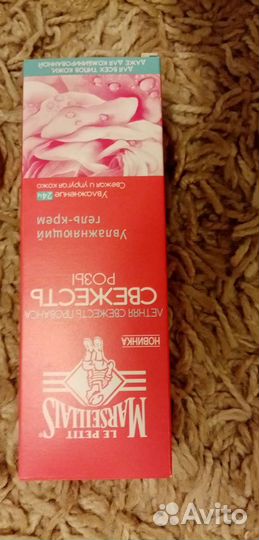 LE PETIT
MARSEILLAIS
НОВИНКА
ЛЕТНЯЯ СВЕЖЕСТЬ ПРОВАНСА
СВЕЖЕСТЬ
РОЗЫ
Увлажняющий
гель-крем
Увлажнение 24ч
Свежая и упругая кожа
ДЛЯ ВСЕХ ТИПОВ КОЖИ,
ДАЖЕ ДЛЯ КОМБИНИРОВАННОЙ
Avito